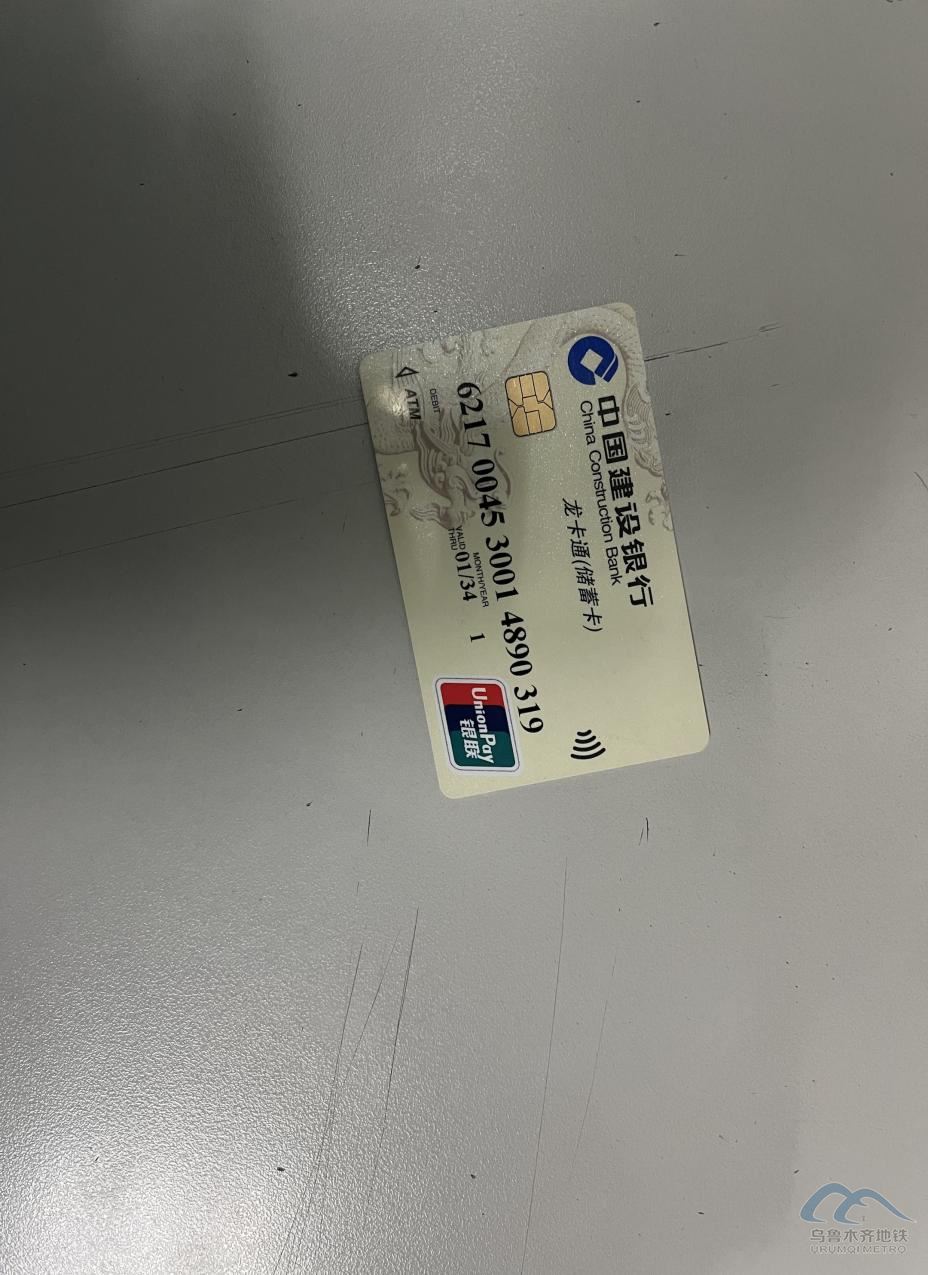 中国建设银行
China Construction Bank
龙卡通(储蓄卡)
6217 0045 3001 4890 319
DEBIT
MONTH/YEAR
VALID THRU 01/34 1
ATM
UnionPay
银联
乌鲁木齐地铁
URUMQI METRO